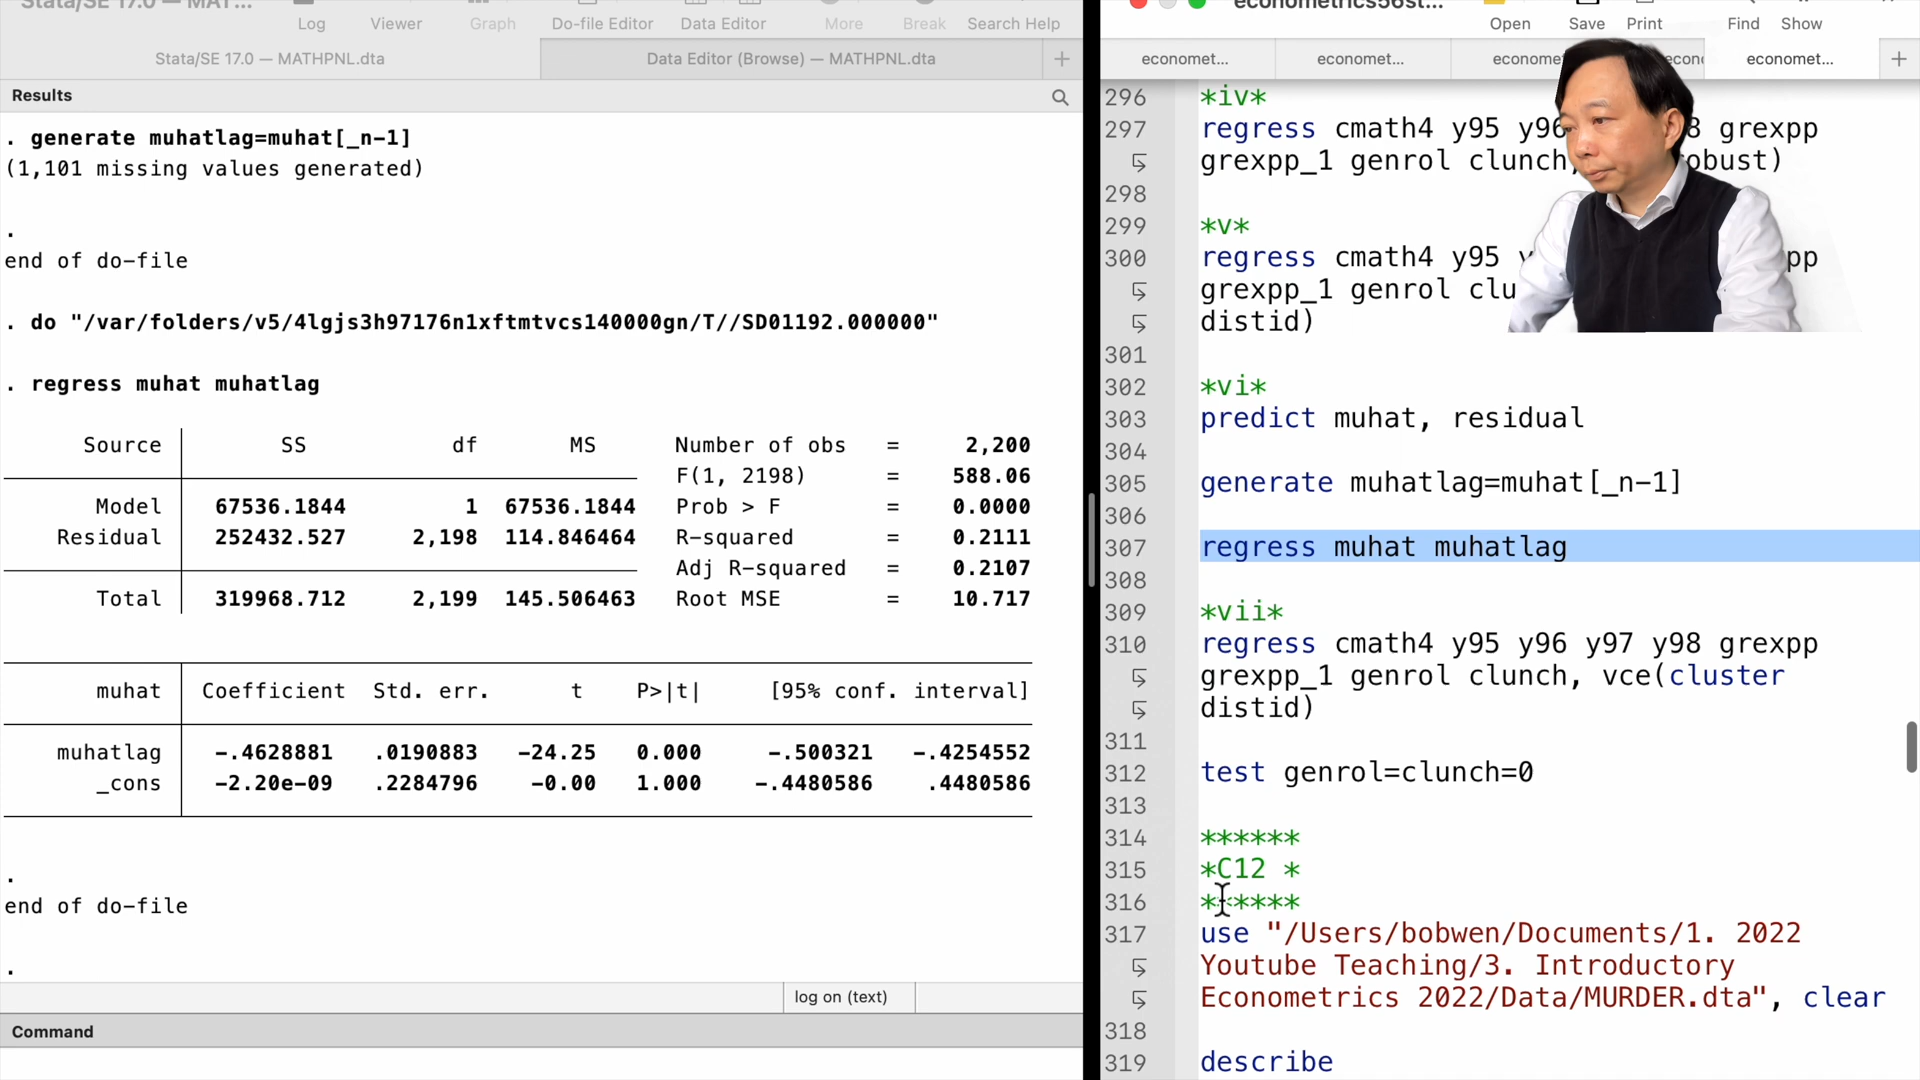 Stata/SE 17.0 — MAT...
Log Viewer Graph Do-file Editor Data Editor More Break Search Help
Stata/SE 17.0 — MATHPNL.dta Data Editor (Browse) — MATHPNL.dta
Results
. generate muhatlag=muhat[_n-1]
(1,101 missing values generated)
.
end of do-file
. do "/var/folders/v5/4lgjs3h97176n1xftmtvcs140000gn/T//SD01192.000000"
. regress muhat muhatlag
Source SS df MS Number of obs = 2,200
F(1, 2198) = 588.06
Model 67536.1844 1 67536.1844 Prob > F = 0.0000
Residual 252432.527 2,198 114.846464 R-squared = 0.2111
Adj R-squared = 0.2107
Total 319968.712 2,199 145.506463 Root MSE = 10.717
muhat Coefficient Std. err. t P>|t| [95% conf. interval]
muhatlag -.4628881 .0190883 -24.25 0.000 -.500321 -.4254552
_cons -2.20e-09 .2284796 -0.00 1.000 -.4480586 .4480586
.
end of do-file
.
log on (text)
Command
econometrics56st...
Open Save Print Find Show
economet... economet... econome econo economet...
296 *iv*
297 regress cmath4 y95 y96 8 grexpp
grexpp_1 genrol clunch, obust)
298
299 *v*
300 regress cmath4 y95 pp
grexpp_1 genrol clu
distid)
301
302 *vi*
303 predict muhat, residual
304
305 generate muhatlag=muhat[_n-1]
306
307 regress muhat muhatlag
308
309 *vii*
310 regress cmath4 y95 y96 y97 y98 grexpp
grexpp_1 genrol clunch, vce(cluster
distid)
311
312 test genrol=clunch=0
313
314 ******
315 *C12 *
316 ******
317 use "/Users/bobwen/Documents/1. 2022
Youtube Teaching/3. Introductory
Econometrics 2022/Data/MURDER.dta", clear
318
319 describe